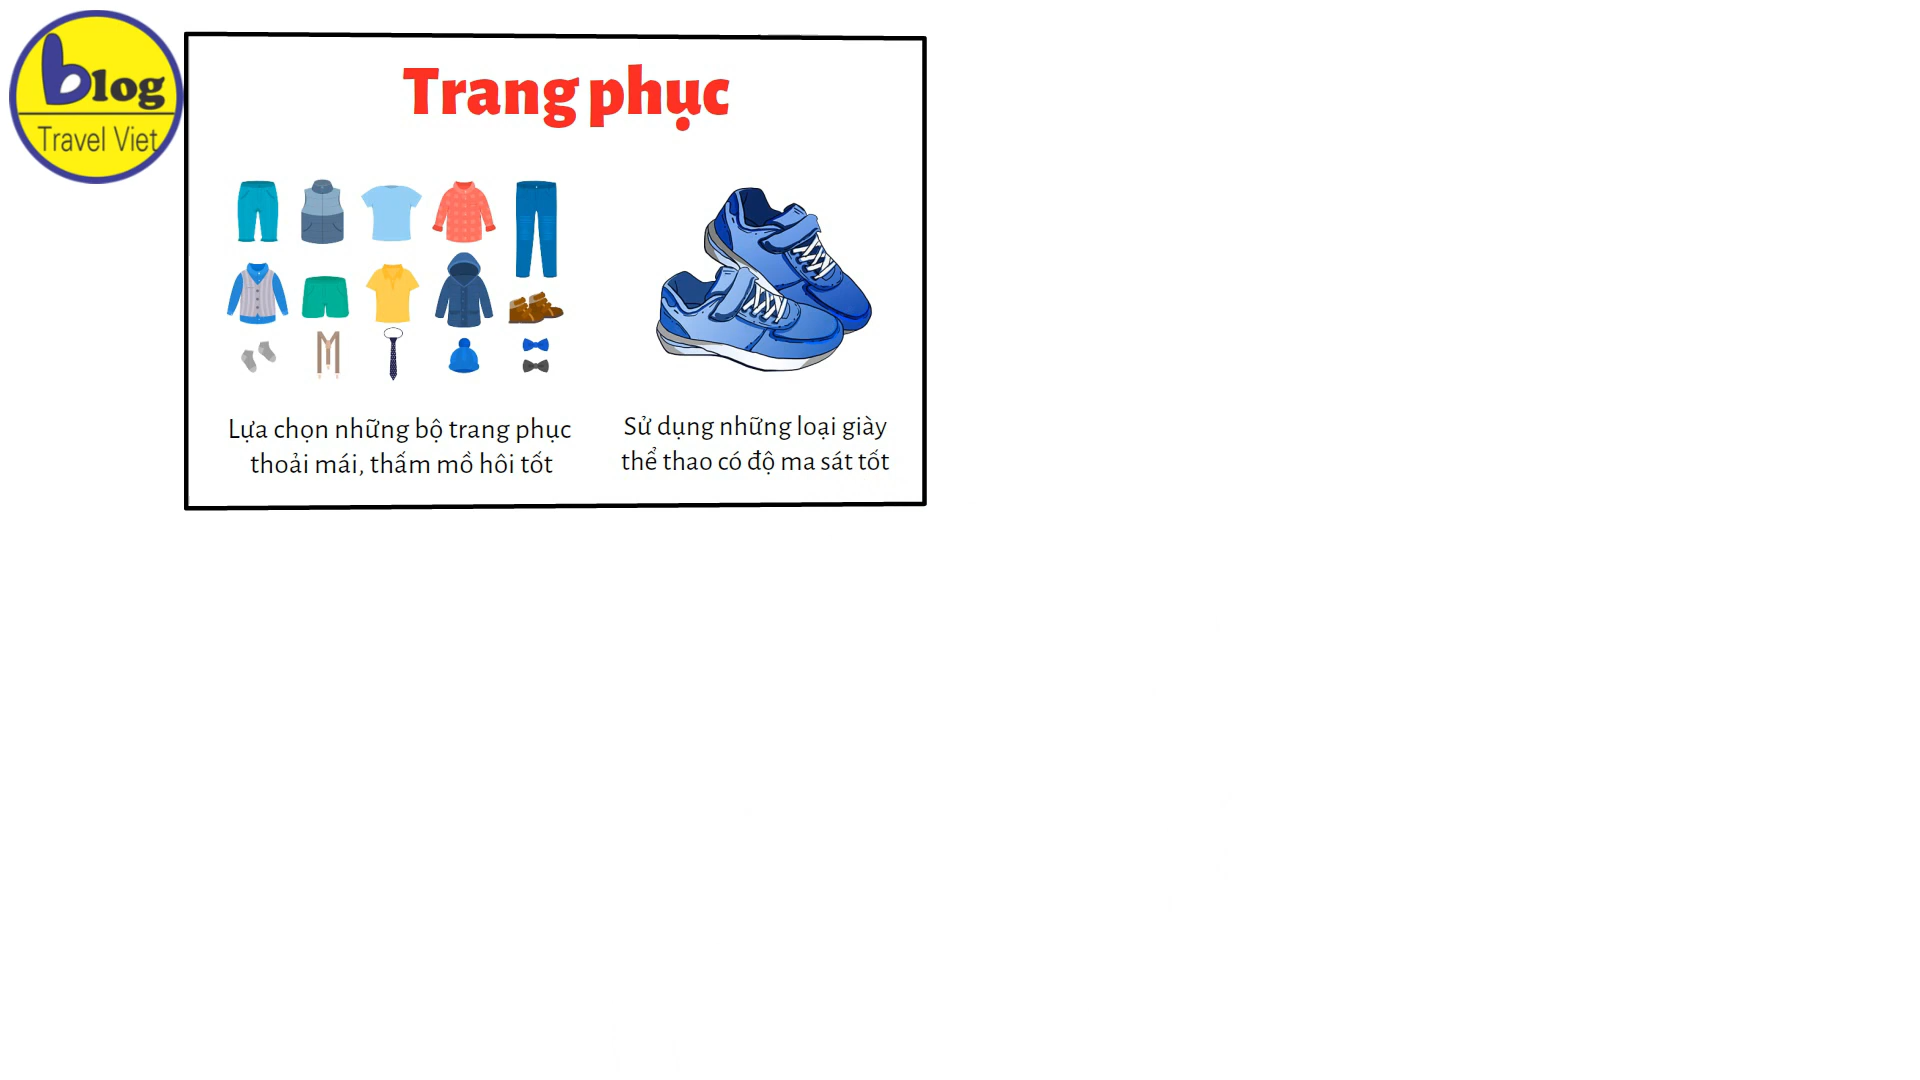 blog
Travel Viet
Trang phục
Lựa chọn những bộ trang phục
thoải mái, thấm mồ hôi tốt
Sử dụng những loại giày
thể thao có độ ma sát tốt